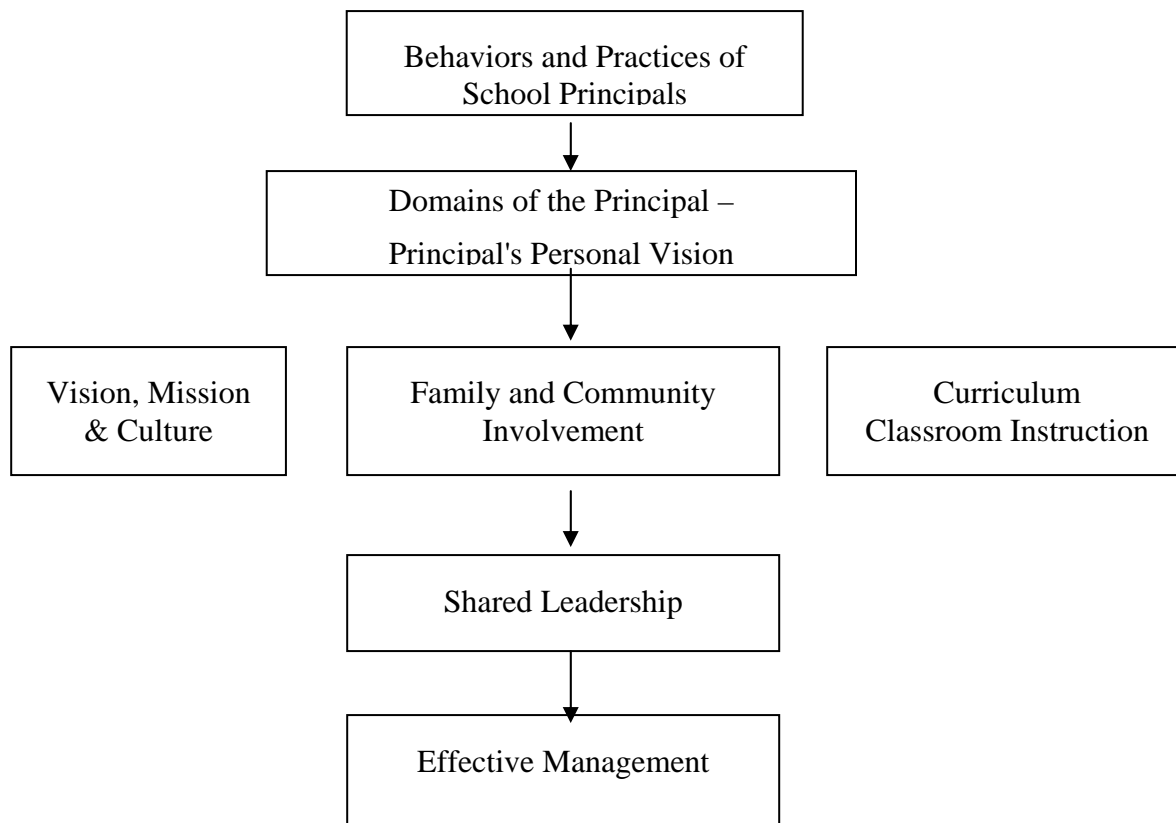 Behaviors and Practices of
School Principals
Domains of the Principal –
Principal's Personal Vision
Vision, Mission
& Culture
Family and Community
Involvement
Curriculum
Classroom Instruction
Shared Leadership
Effective Management